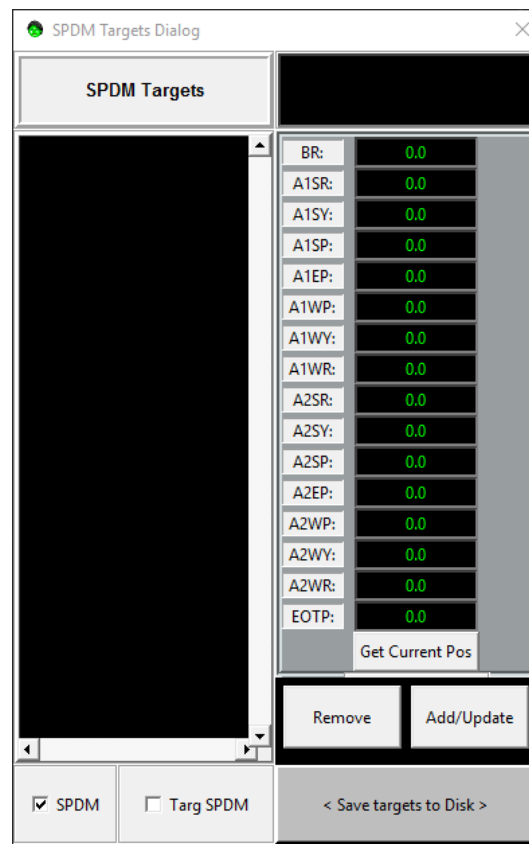 SPDM Targets Dialog
SPDM Targets
BR: 0.0
A1SR: 0.0
A1SY: 0.0
A1SP: 0.0
A1EP: 0.0
A1WP: 0.0
A1WY: 0.0
A1WR: 0.0
A2SR: 0.0
A2SY: 0.0
A2SP: 0.0
A2EP: 0.0
A2WP: 0.0
A2WY: 0.0
A2WR: 0.0
EOTP: 0.0
Get Current Pos
Remove Add/Update
SPDM Targ SPDM < Save targets to Disk >